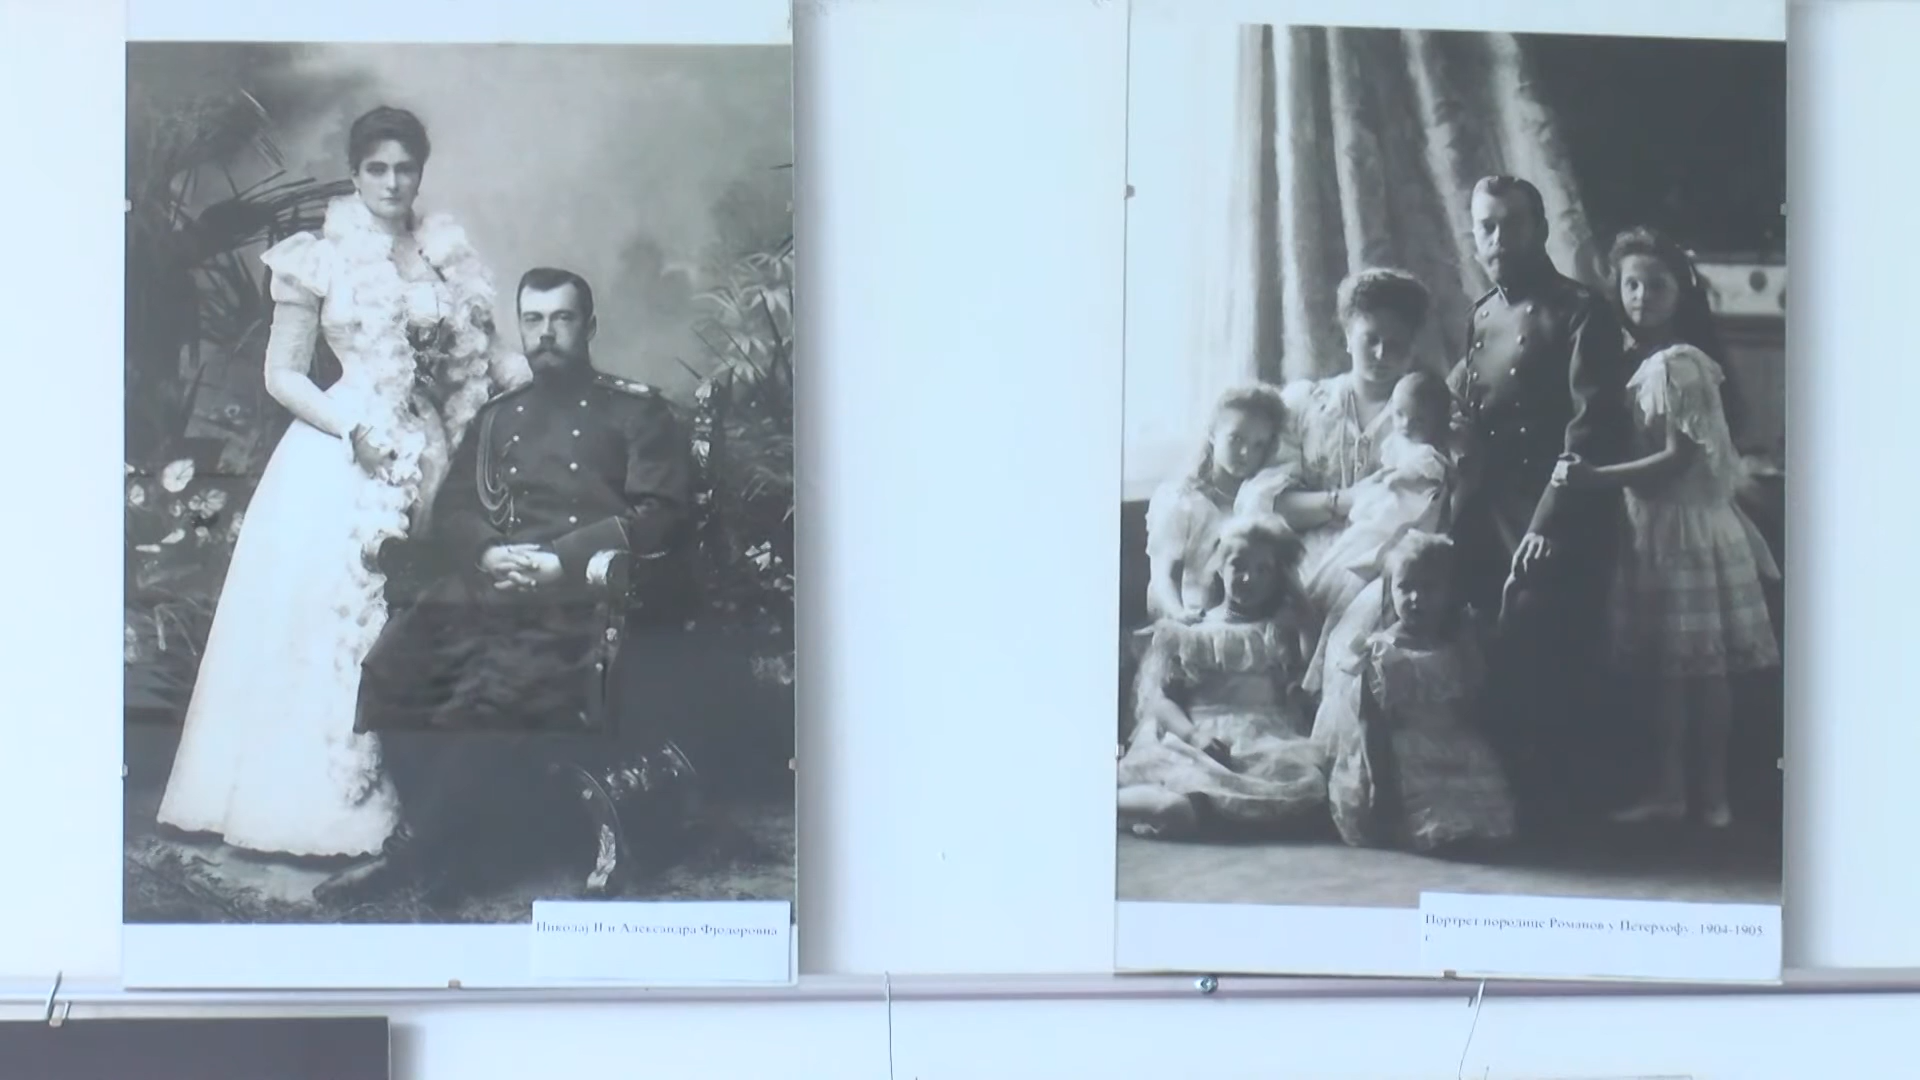 Николај II и Александра Фјодоровна
Портрет породице Романов у Петерхофу, 1904-1905
г